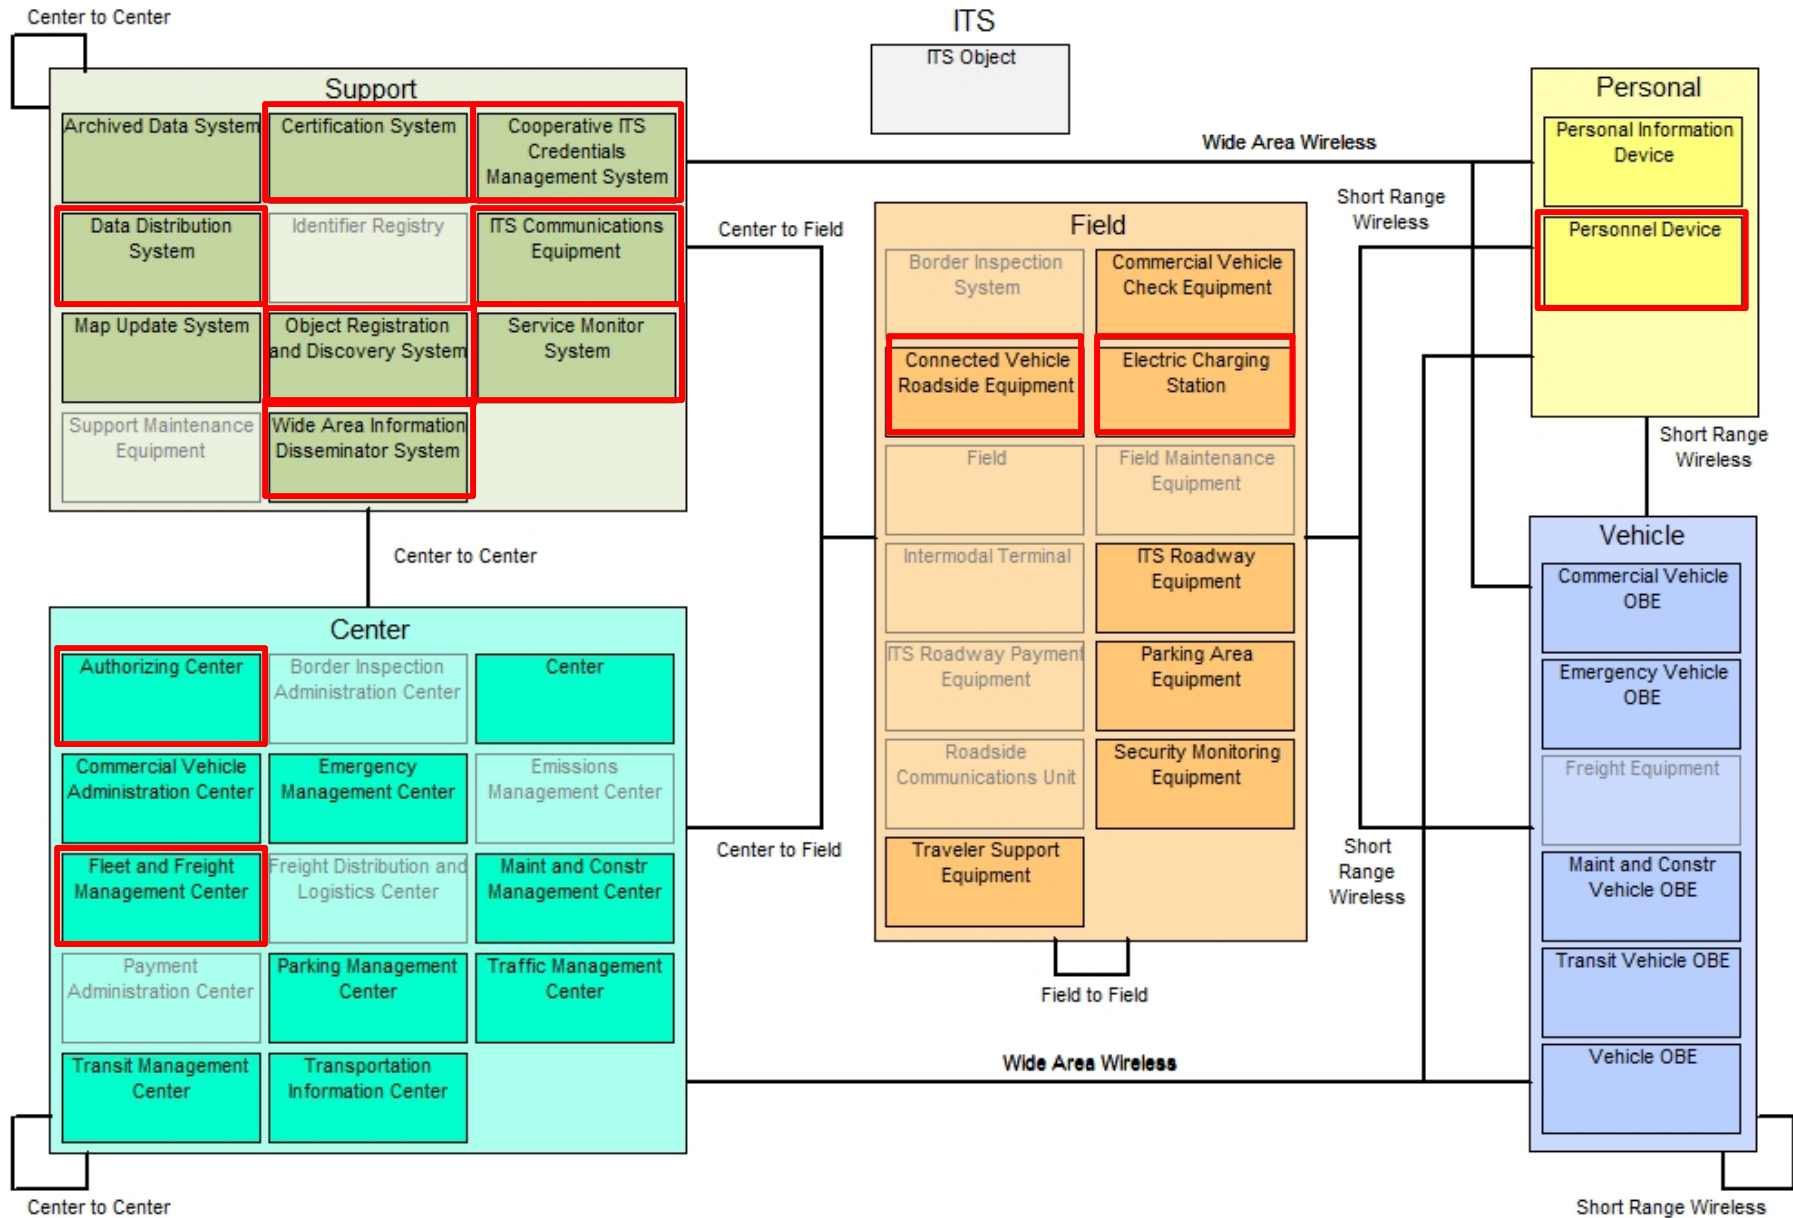 Center to Center
ITS
ITS Object
Support
Archived Data System
Certification System
Cooperative ITS
Credentials
Management System
Data Distribution
System
Identifier Registry
ITS Communications
Equipment
Map Update System
Object Registration
and Discovery System
Service Monitor
System
Support Maintenance
Equipment
Wide Area Information
Disseminator System
Center to Center
Center
Authorizing Center
Border Inspection
Administration Center
Center
Commercial Vehicle
Administration Center
Emergency
Management Center
Emissions
Management Center
Fleet and Freight
Management Center
Freight Distribution and
Logistics Center
Maint and Constr
Management Center
Payment
Administration Center
Parking Management
Center
Traffic Management
Center
Transit Management
Center
Transportation
Information Center
Center to Center
Center to Field
Center to Field
Field
Border Inspection
System
Commercial Vehicle
Check Equipment
Connected Vehicle
Roadside Equipment
Electric Charging
Station
Field
Field Maintenance
Equipment
Intermodal Terminal
ITS Roadway
Equipment
ITS Roadway Payment
Equipment
Parking Area
Equipment
Roadside
Communications Unit
Security Monitoring
Equipment
Traveler Support
Equipment
Field to Field
Wide Area Wireless
Wide Area Wireless
Short Range
Wireless
Short
Range
Wireless
Personal
Personal Information
Device
Personnel Device
Short Range
Wireless
Vehicle
Commercial Vehicle
OBE
Emergency Vehicle
OBE
Freight Equipment
Maint and Constr
Vehicle OBE
Transit Vehicle OBE
Vehicle OBE
Short Range Wireless